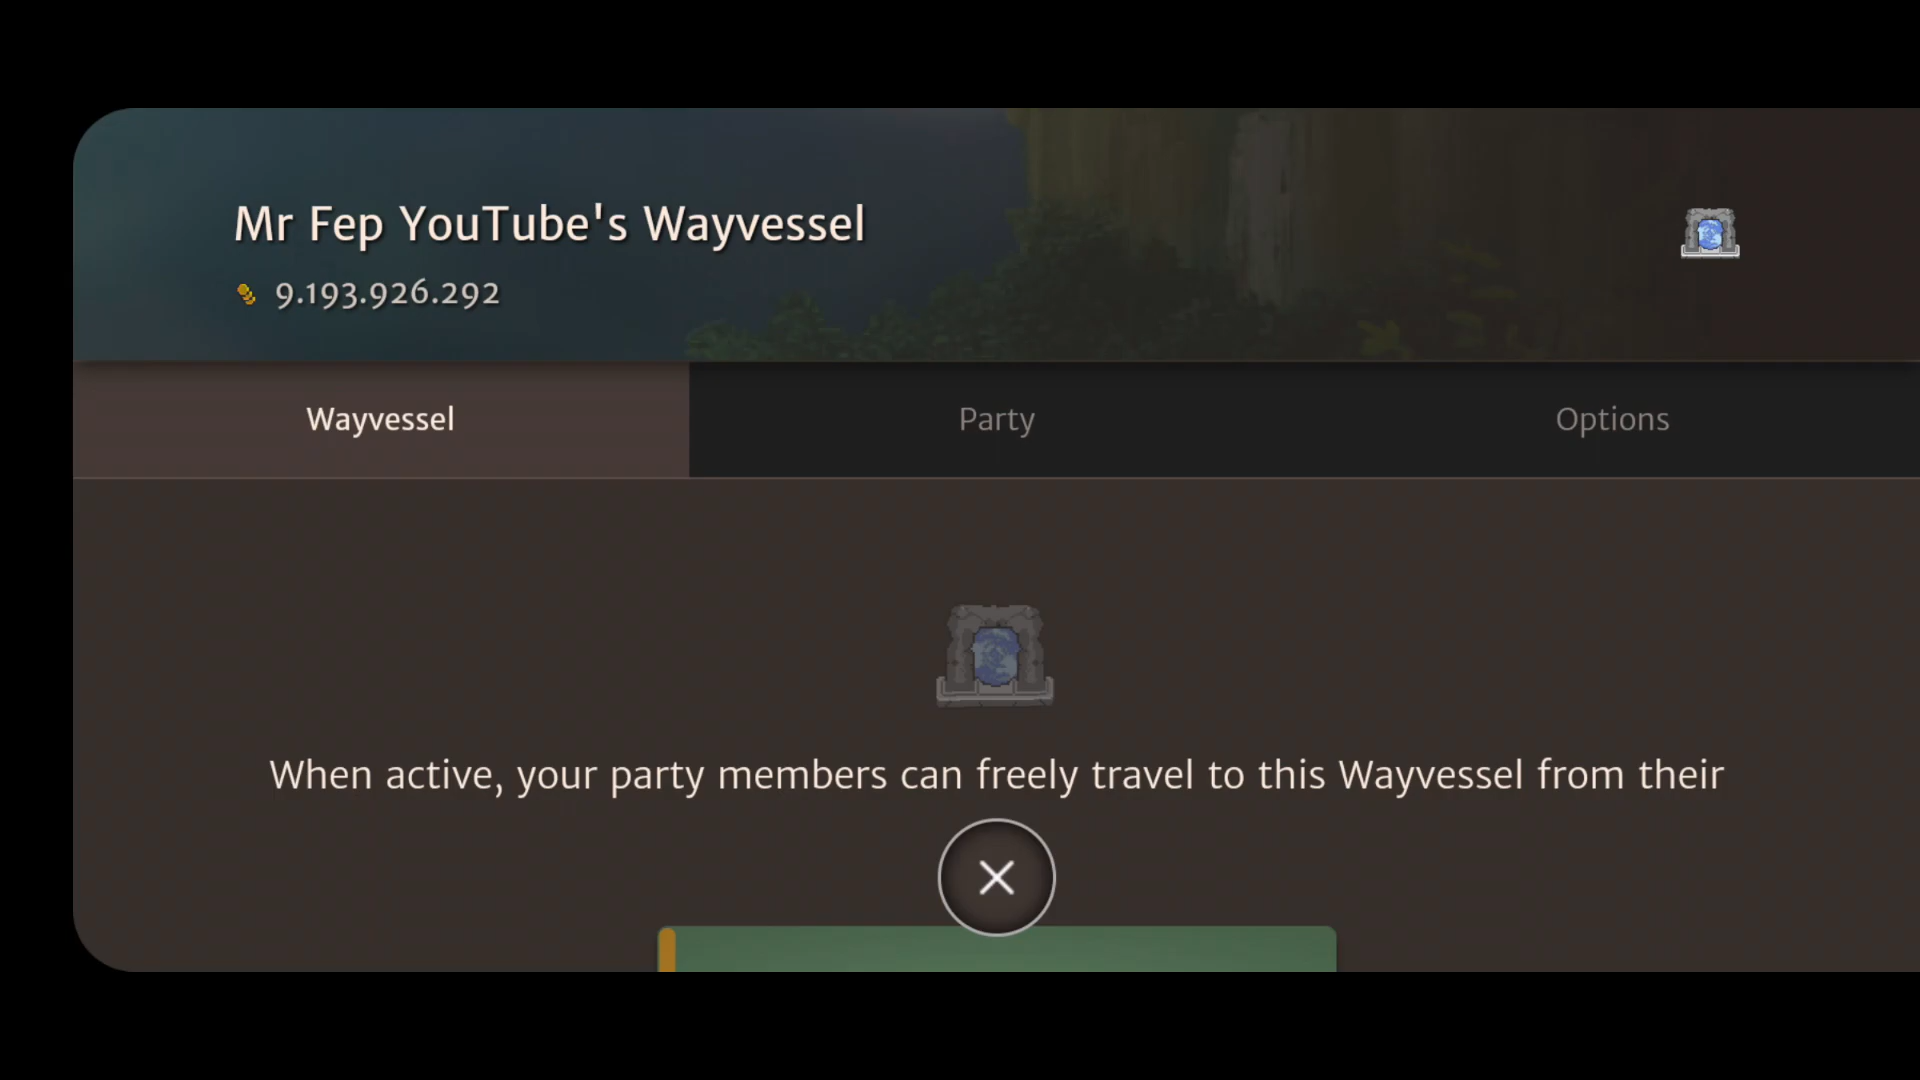 Mr Fep YouTube's Wayvessel
9.193.926.292
Wayvessel
Party
Options
When active, your party members can freely travel to this Wayvessel from their